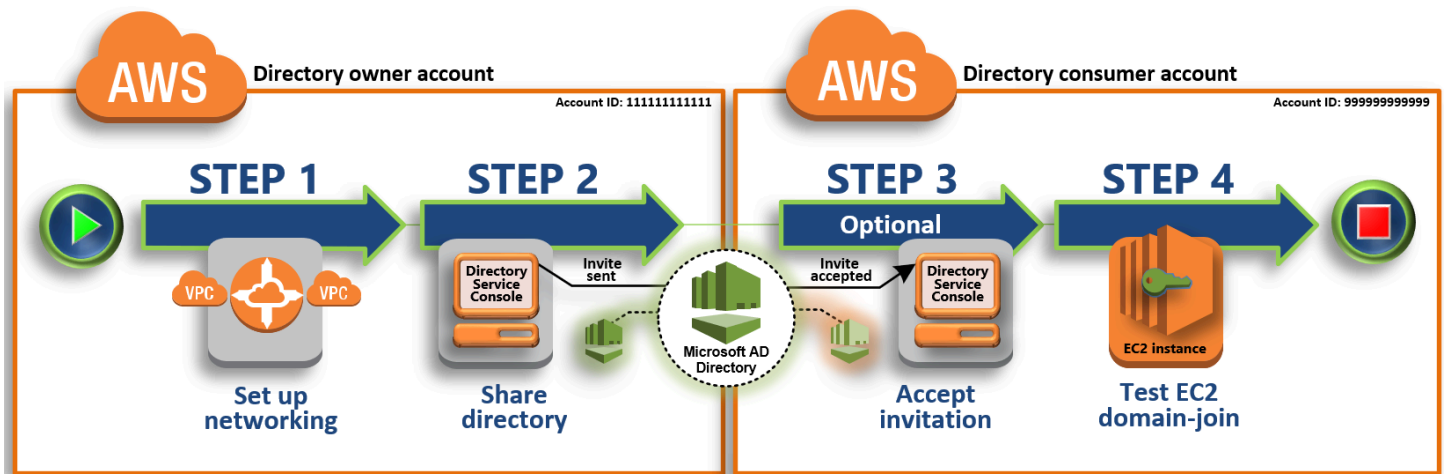 AWS
Directory owner account
Account ID: 111111111111
STEP 1
STEP 2
VPC
VPC
Directory
Service
Console
Invite
sent
Set up
networking
Share
directory
Microsoft AD
Directory
AWS
Directory consumer account
Account ID: 999999999999
STEP 3
Optional
STEP 4
Invite
accepted
Directory
Service
Console
EC2 instance
Accept
invitation
Test EC2
domain-join